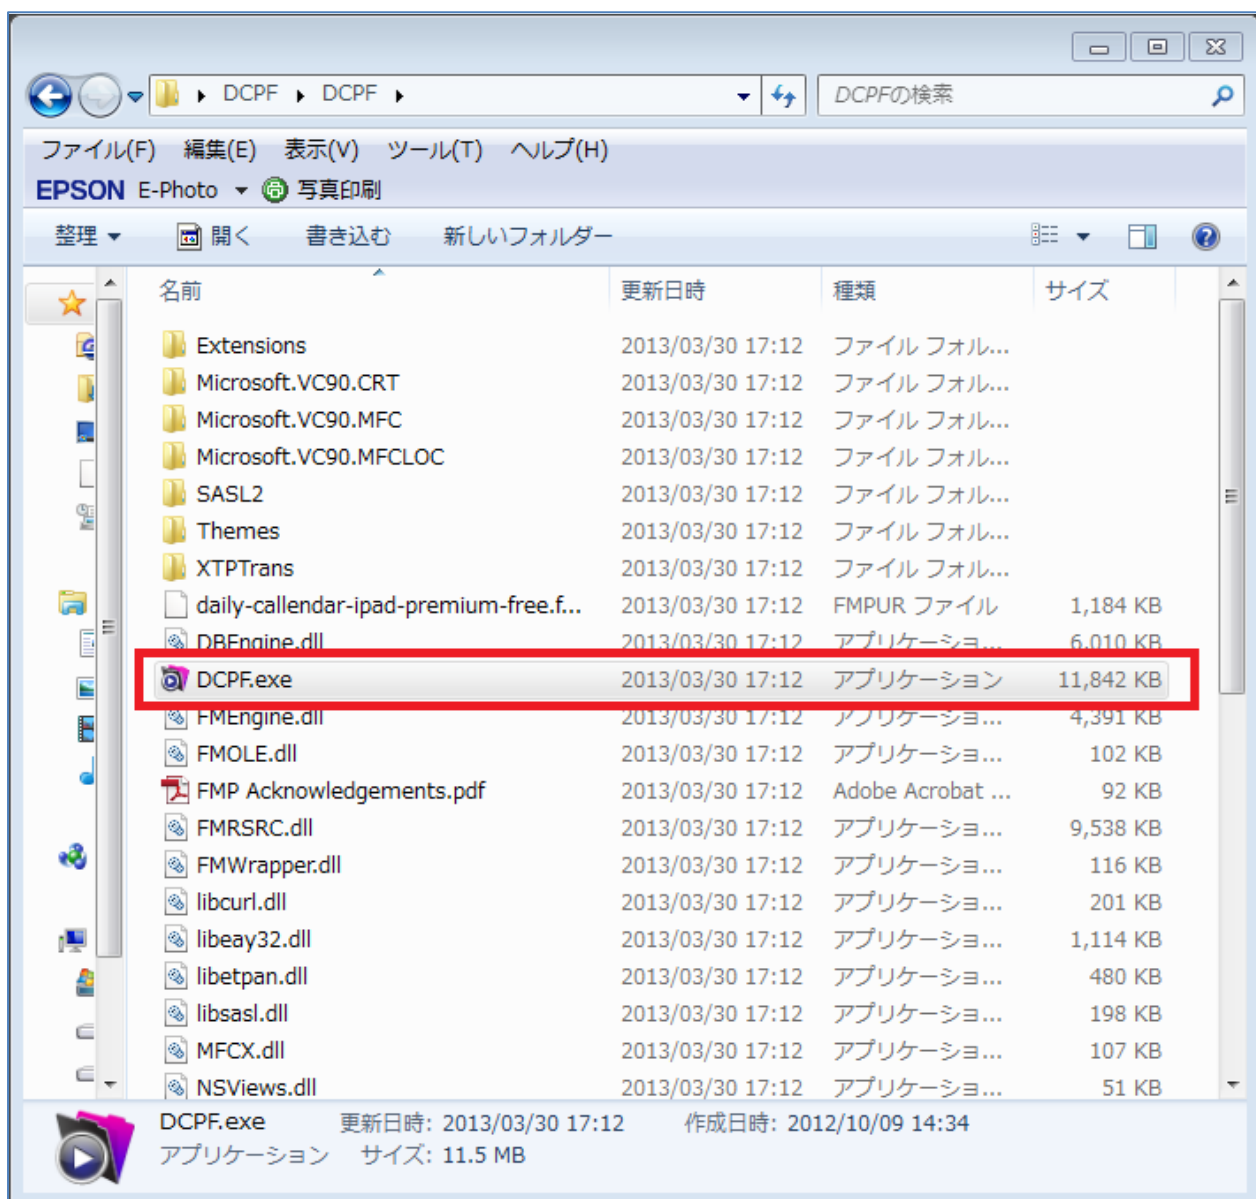 DCPF DCPF DCPFの検索
ファイル(F) 編集(E) 表示(V) ツール(T) ヘルプ(H)
EPSON E-Photo 写真印刷
整理 開く 書き込む 新しいフォルダー
名前 更新日時 種類 サイズ
Extensions 2013/03/30 17:12 ファイル フォル...
Microsoft.VC90.CRT 2013/03/30 17:12 ファイル フォル...
Microsoft.VC90.MFC 2013/03/30 17:12 ファイル フォル...
Microsoft.VC90.MFCLOC 2013/03/30 17:12 ファイル フォル...
SASL2 2013/03/30 17:12 ファイル フォル...
Themes 2013/03/30 17:12 ファイル フォル...
XTPTrans 2013/03/30 17:12 ファイル フォル...
daily-callendar-ipad-premium-free.f... 2013/03/30 17:12 FMPUR ファイル 1,184 KB
DBEngine.dll 2013/03/30 17:12 アプリケーショ... 6,010 KB
DCPF.exe 2013/03/30 17:12 アプリケーション 11,842 KB
FMEngine.dll 2013/03/30 17:12 アプリケーショ... 4,391 KB
FMOLE.dll 2013/03/30 17:12 アプリケーショ... 102 KB
FMP Acknowledgements.pdf 2013/03/30 17:12 Adobe Acrobat ... 92 KB
FMRSRC.dll 2013/03/30 17:12 アプリケーショ... 9,538 KB
FMWrapper.dll 2013/03/30 17:12 アプリケーショ... 116 KB
libcurl.dll 2013/03/30 17:12 アプリケーショ... 201 KB
libeay32.dll 2013/03/30 17:12 アプリケーショ... 1,114 KB
libetpan.dll 2013/03/30 17:12 アプリケーショ... 480 KB
libsasl.dll 2013/03/30 17:12 アプリケーショ... 198 KB
MFCX.dll 2013/03/30 17:12 アプリケーショ... 107 KB
NSViews.dll 2013/03/30 17:12 アプリケーショ... 51 KB
DCPF.exe 更新日時: 2013/03/30 17:12 作成日時: 2012/10/09 14:34
アプリケーション サイズ: 11.5 MB